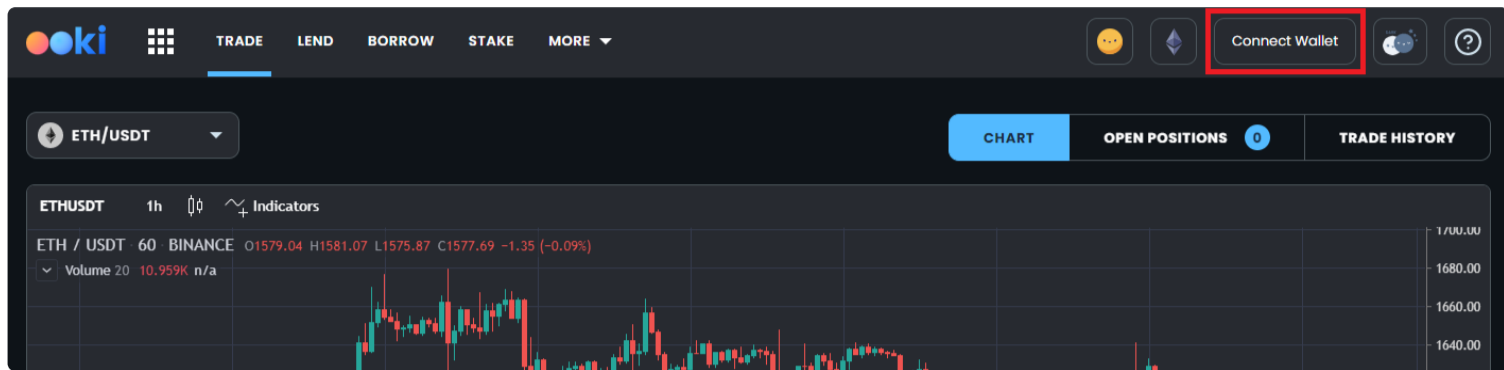 ooki TRADE LEND BORROW STAKE MORE Connect Wallet ?
ETH/USDT CHART OPEN POSITIONS 0 TRADE HISTORY
ETHUSDT 1h Indicators
ETH / USDT · 60 · BINANCE O1579.04 H1581.07 L1575.87 C1577.69 -1.35 (-0.09%)
1700.00
Volume 20 10.959K n/a
1680.00
1660.00
1640.00